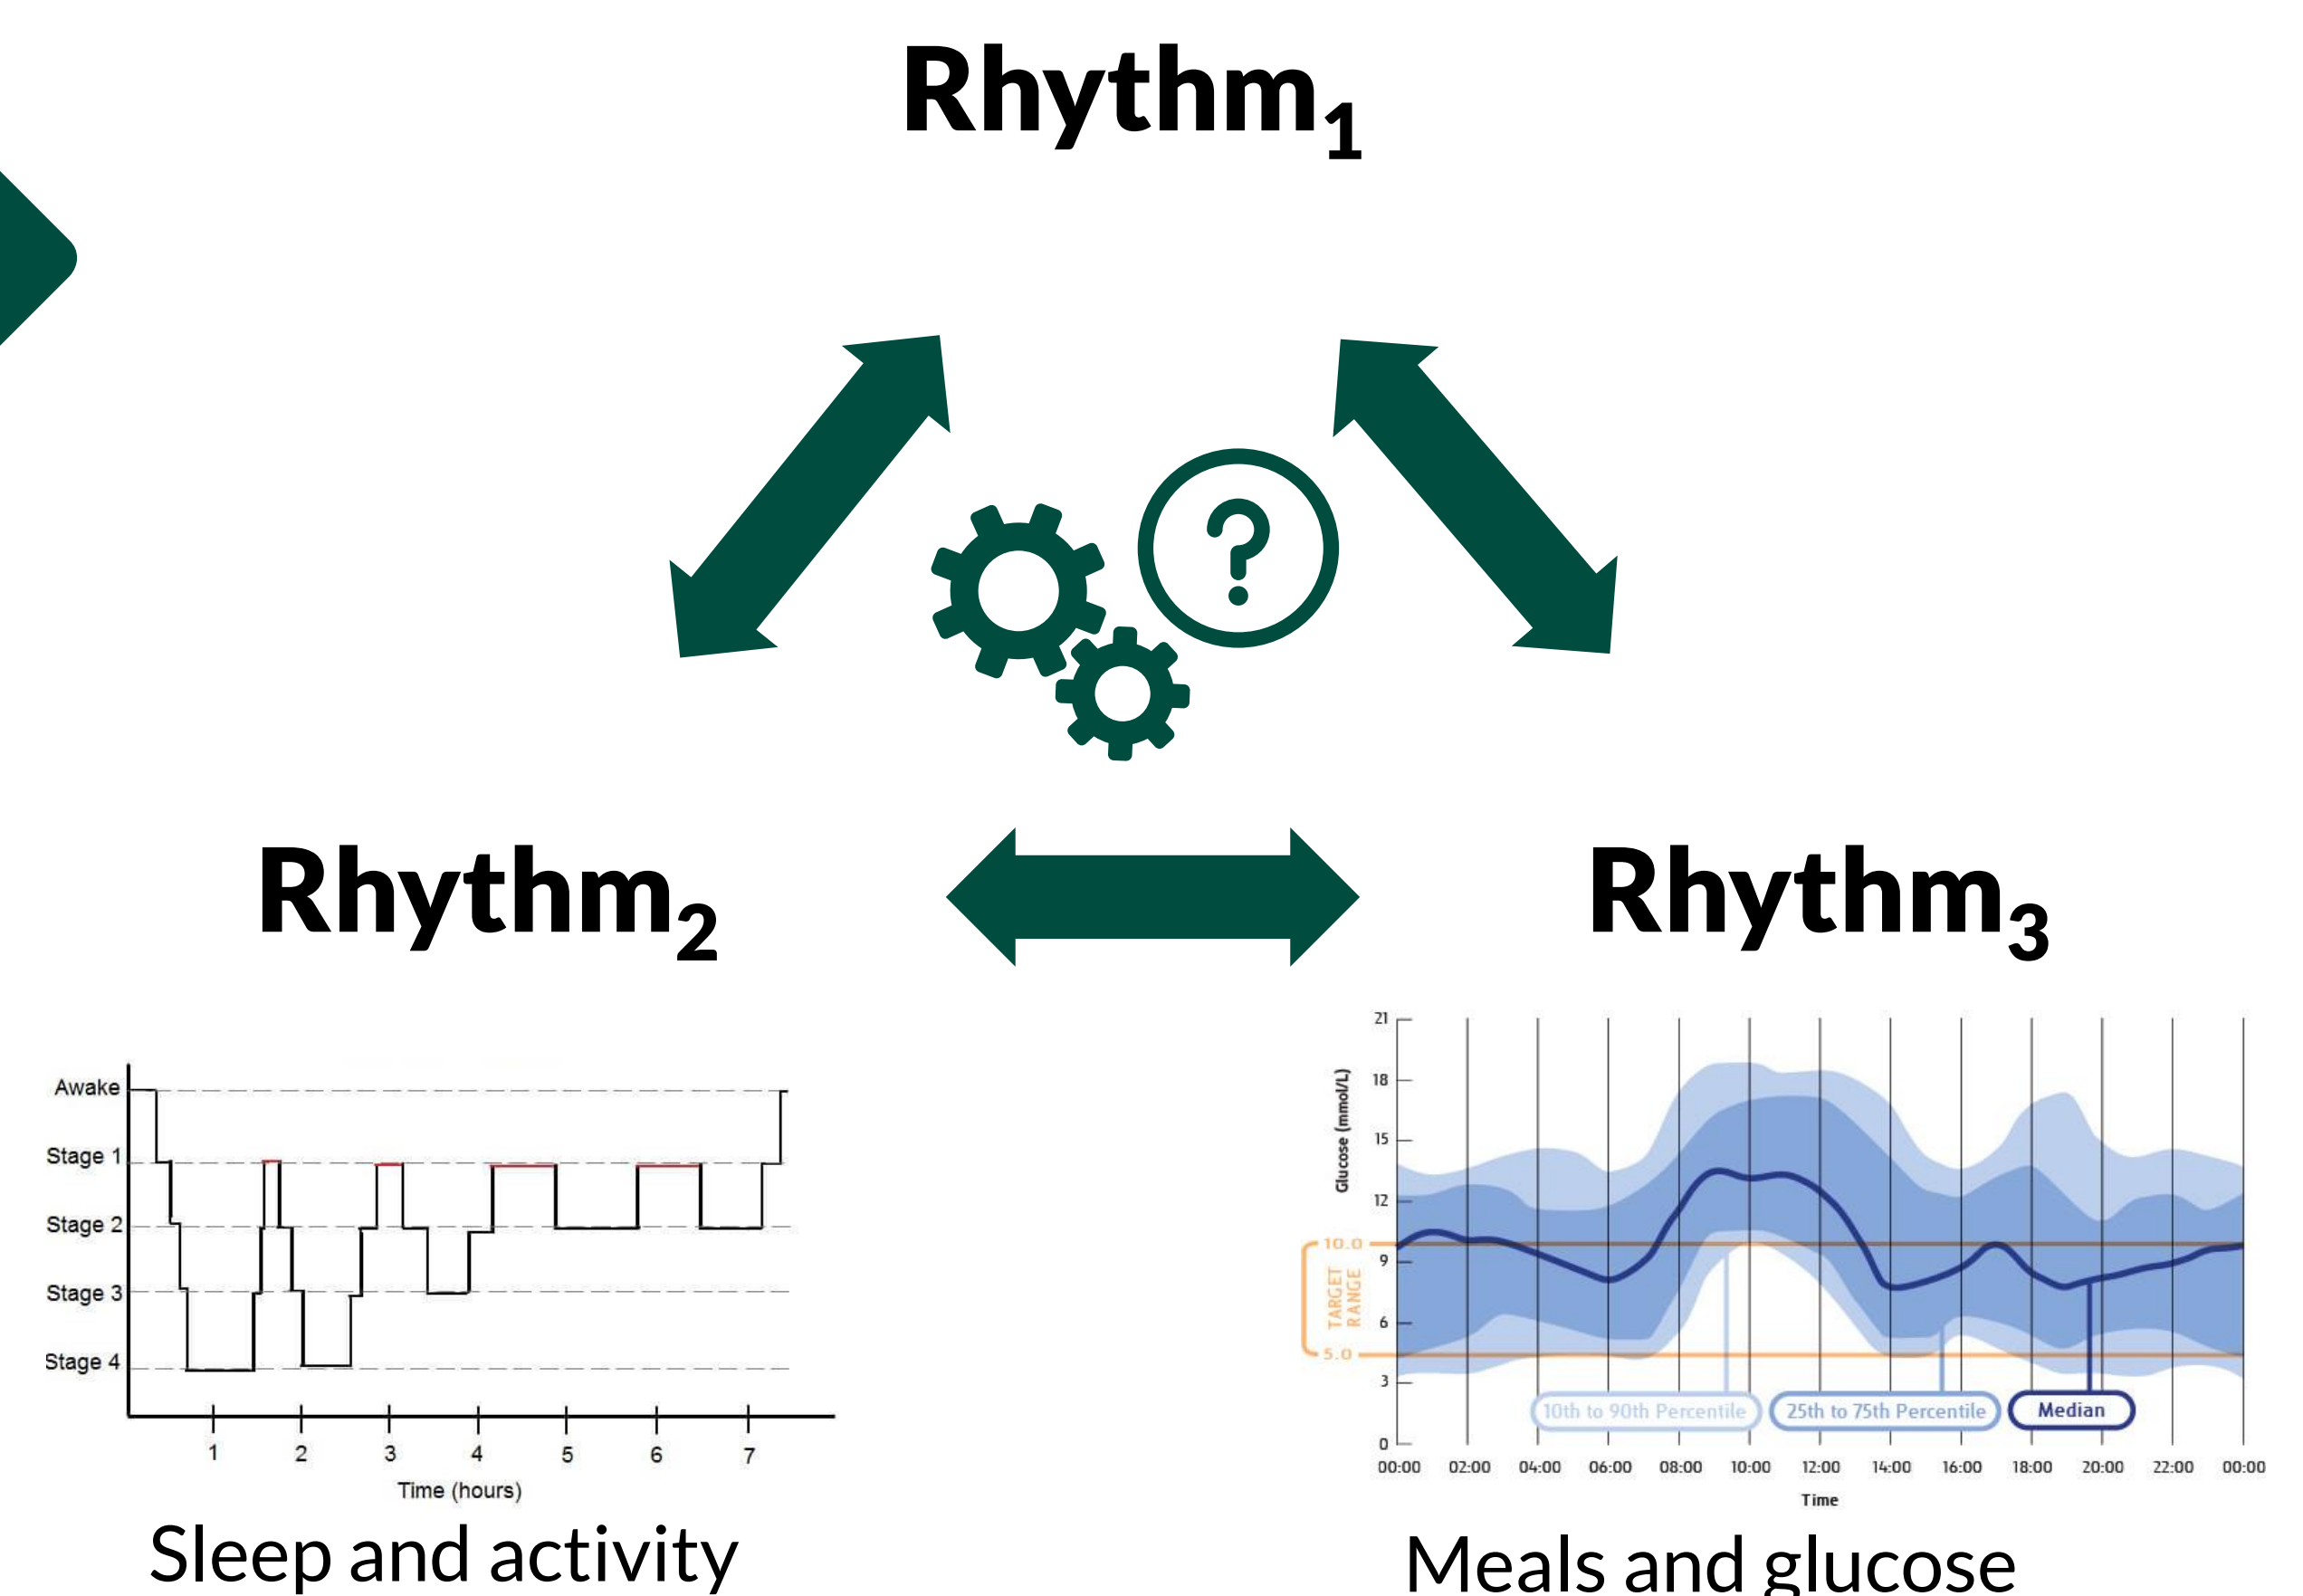 Rhythm1
?
Rhythm2
Rhythm3
Awake
Stage 1
Stage 2
Stage 3
Stage 4
1 2 3 4 5 6 7
Time (hours)
Sleep and activity
Glucose (mmol/L)
21
18
15
12
10.0
9
TARGET
RANGE
6
5.0
3
0
10th to 90th Percentile
25th to 75th Percentile
Median
00:00 02:00 04:00 06:00 08:00 10:00 12:00 14:00 16:00 18:00 20:00 22:00 00:00
Time
Meals and glucose